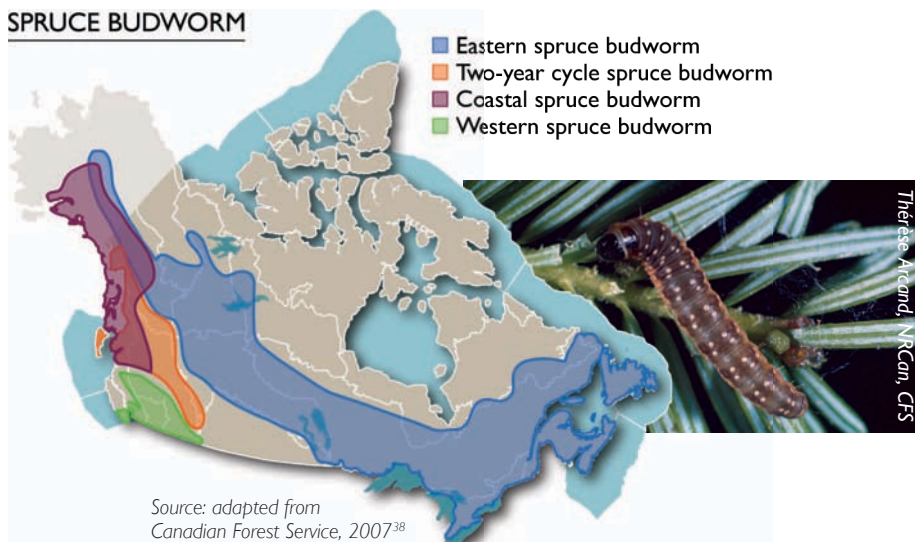 SPRUCE BUDWORM
Eastern spruce budworm
Two-year cycle spruce budworm
Coastal spruce budworm
Western spruce budworm
Thérèse Arcand, NRCan, CFS
Source: adapted from
Canadian Forest Service, 2007³⁸